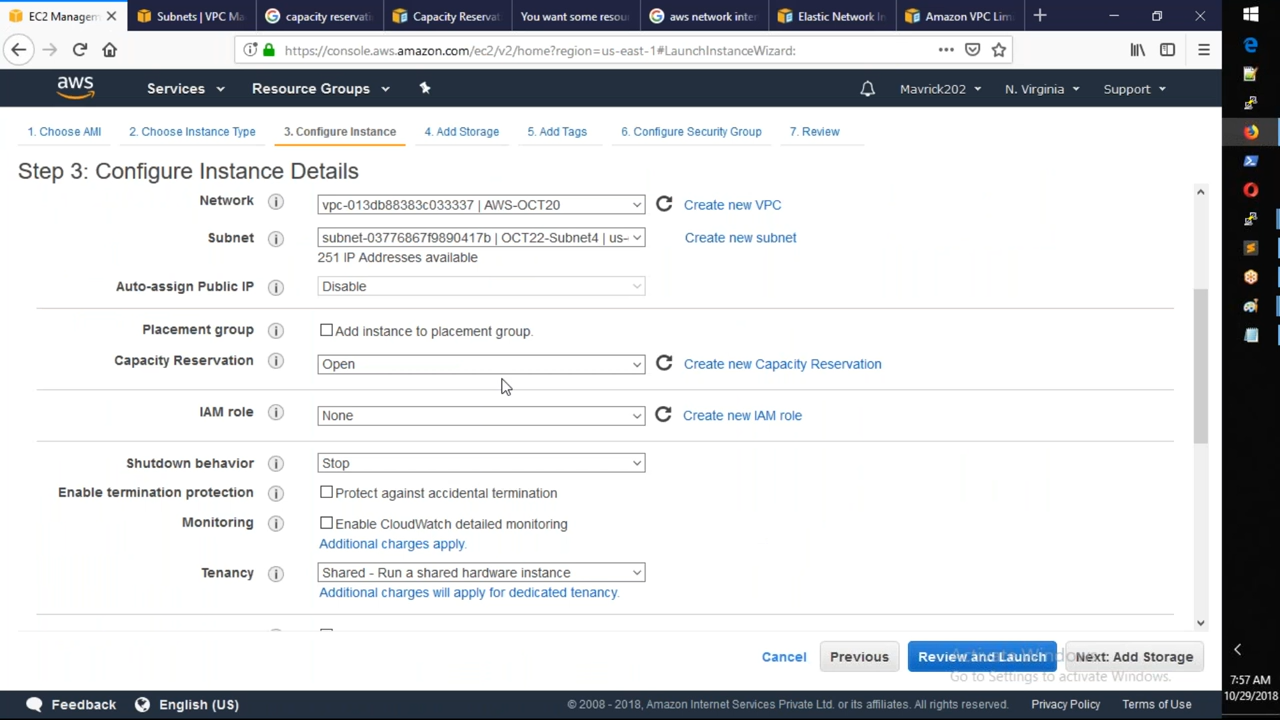 EC2 Managem
Subnets | VPC Ma
capacity reservati
Capacity Reservat
You want some resou
aws network inter
Elastic Network In
Amazon VPC Lim
https://console.aws.amazon.com/ec2/v2/home?region=us-east-1#LaunchInstanceWizard:
aws
Services
Resource Groups
Mavrick202
N. Virginia
Support
1. Choose AMI
2. Choose Instance Type
3. Configure Instance
4. Add Storage
5. Add Tags
6. Configure Security Group
7. Review
Step 3: Configure Instance Details
Network
vpc-013db88383c033337 | AWS-OCT20
Create new VPC
Subnet
subnet-03776867f9890417b | OCT22-Subnet4 | us-
Create new subnet
251 IP Addresses available
Auto-assign Public IP
Disable
Placement group
Add instance to placement group.
Capacity Reservation
Open
Create new Capacity Reservation
IAM role
None
Create new IAM role
Shutdown behavior
Stop
Enable termination protection
Protect against accidental termination
Monitoring
Enable CloudWatch detailed monitoring
Additional charges apply.
Tenancy
Shared - Run a shared hardware instance
Additional charges will apply for dedicated tenancy.
Cancel
Previous
Review and Launch
Next: Add Storage
Activate Windows
Go to Settings to activate Windows.
Feedback
English (US)
© 2008 - 2018, Amazon Internet Services Private Ltd. or its affiliates. All rights reserved.
Privacy Policy
Terms of Use
7:57 AM
10/29/2018